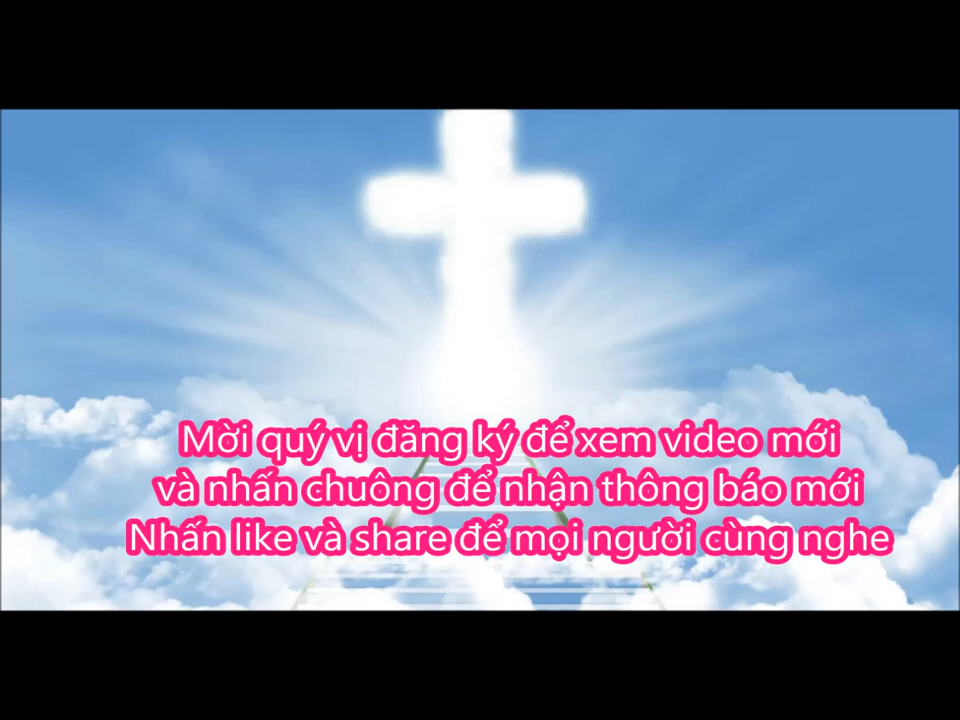 Mời quý vị đăng ký để xem video mới
và nhấn chuông để nhận thông báo mới
Nhấn like và share để mọi người cùng nghe